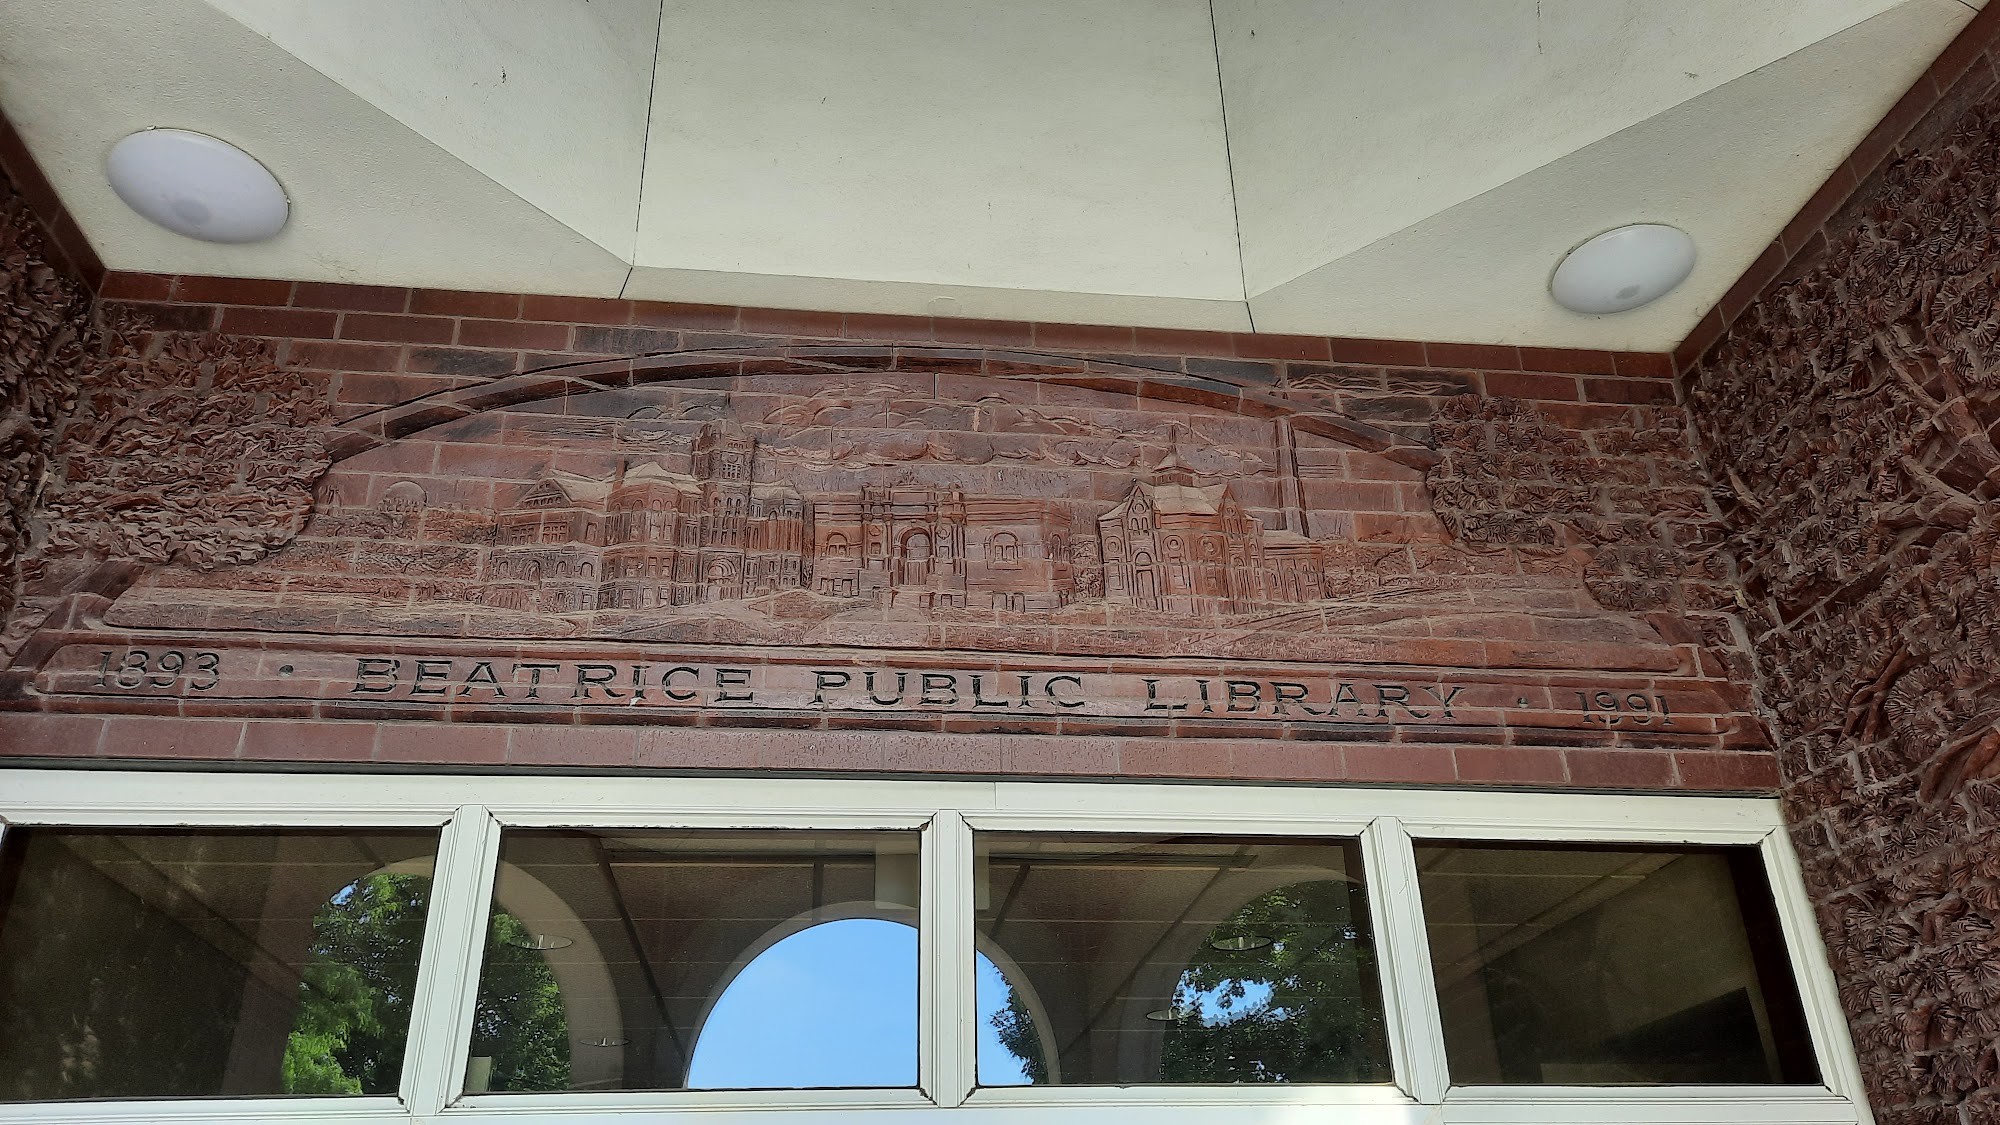 1893 • BEATRICE PUBLIC LIBRARY • 1991